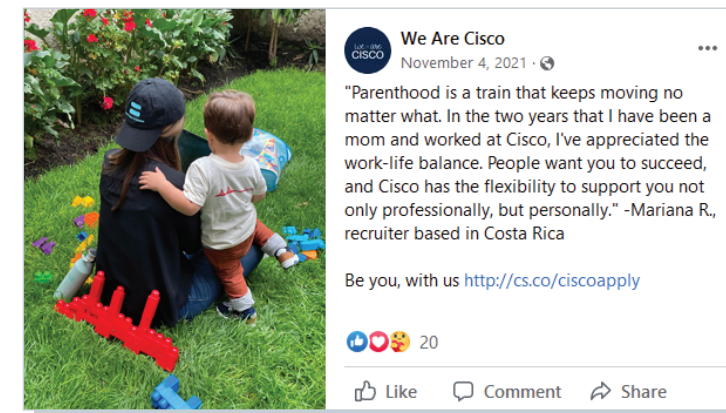 We Are Cisco
we are
CISCO
November 4, 2021 ·
"Parenthood is a train that keeps moving no
matter what. In the two years that I have been a
mom and worked at Cisco, I've appreciated the
work-life balance. People want you to succeed,
and Cisco has the flexibility to support you not
only professionally, but personally." -Mariana R.,
recruiter based in Costa Rica
Be you, with us http://cs.co/ciscoapply
20
Like Comment Share